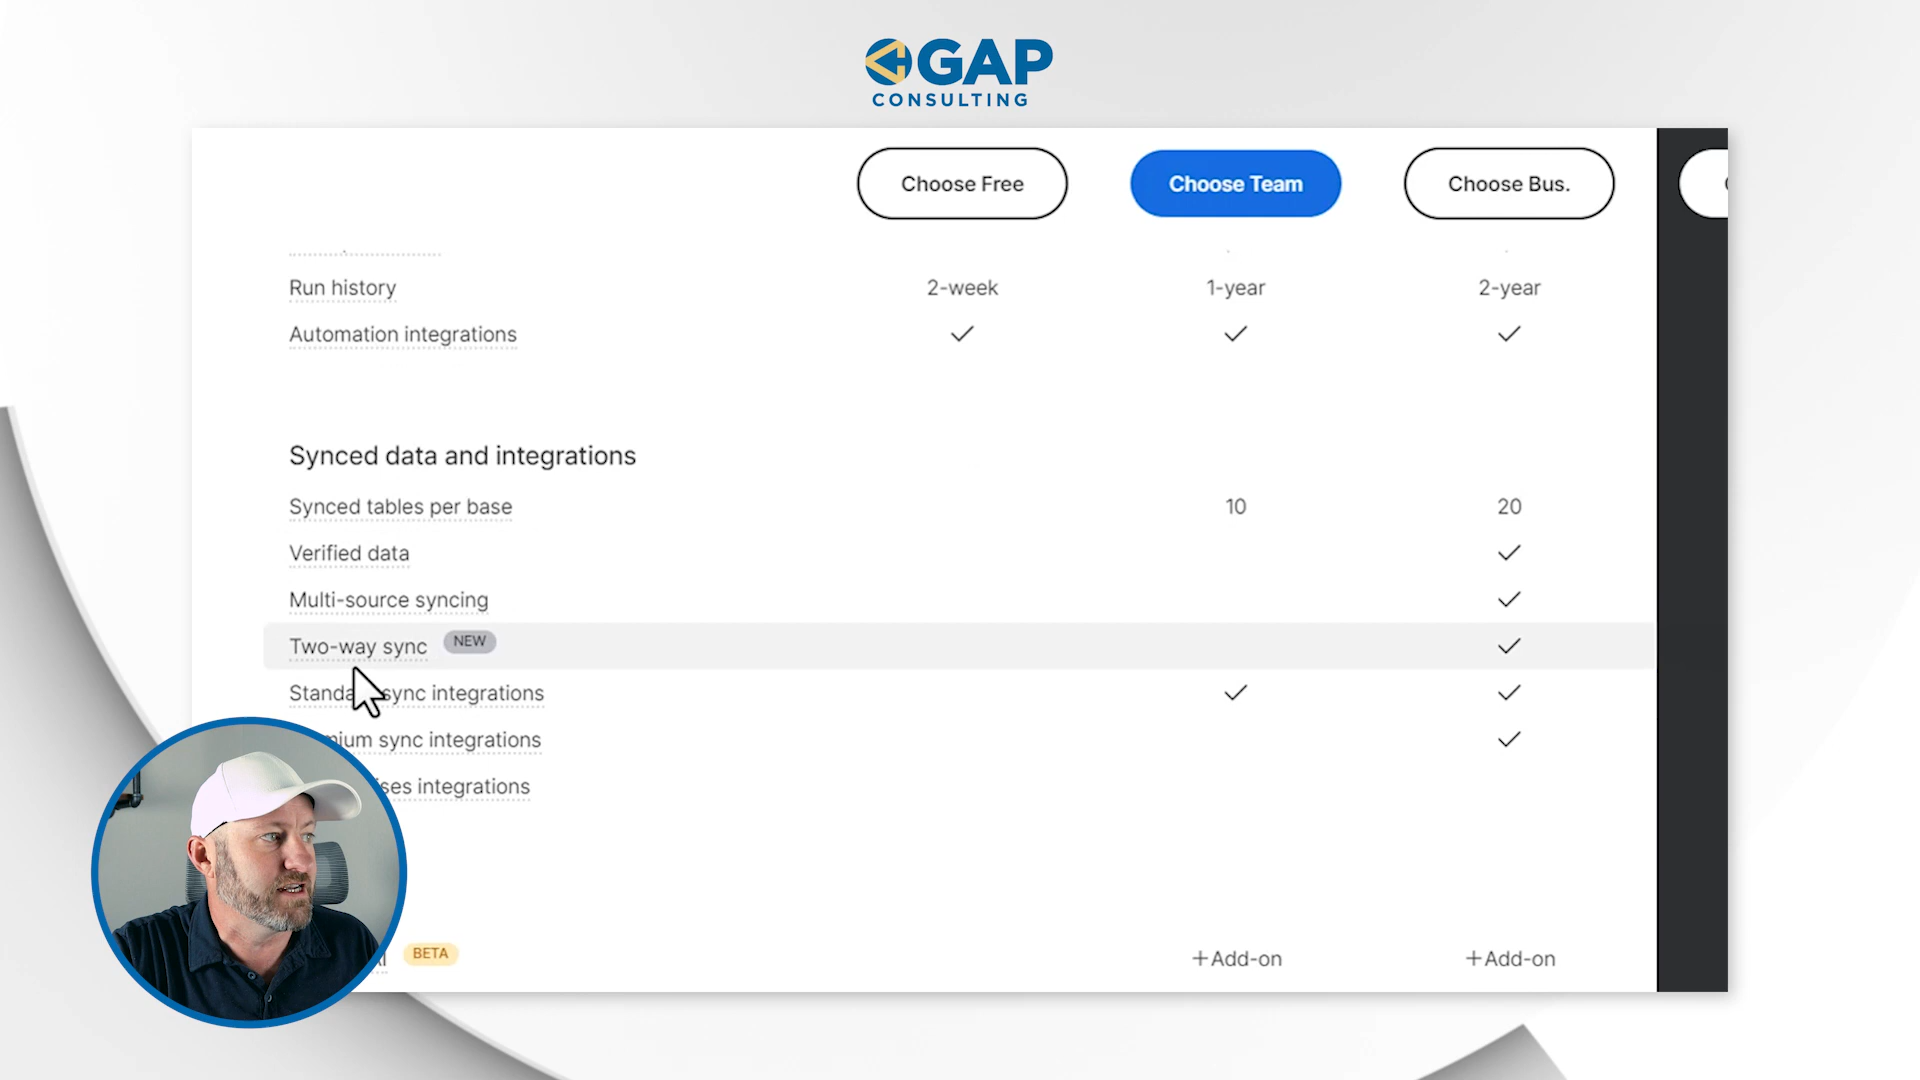 GAP
CONSULTING
Choose Free Choose Team Choose Bus.
Run history 2-week 1-year 2-year
Automation integrations
Synced data and integrations
Synced tables per base 10 20
Verified data
Multi-source syncing
Two-way sync NEW
sync integrations
sync integrations
integrations
BETA +Add-on +Add-on